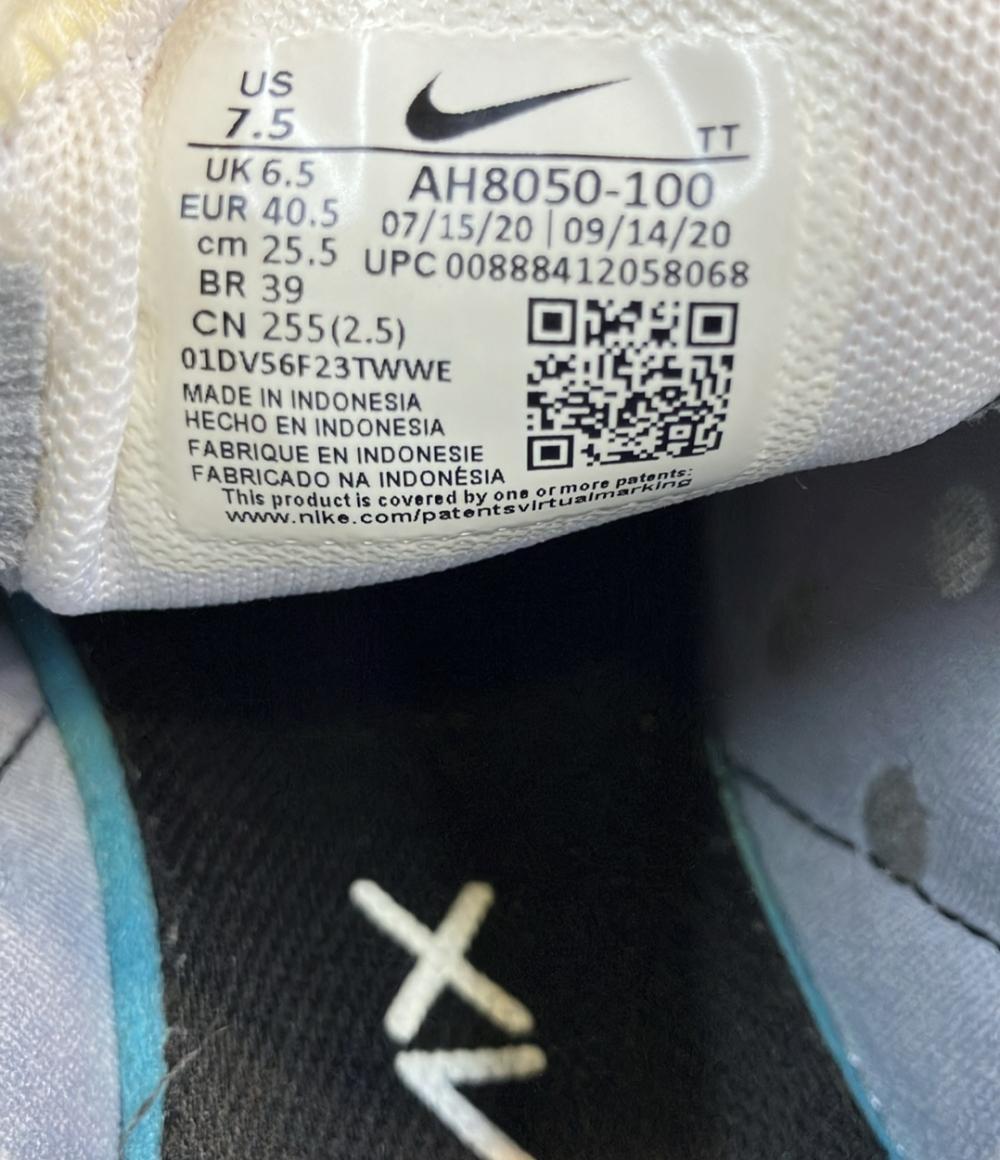 US
7.5
TT
UK 6.5
EUR 40.5
cm 25.5
BR 39
CN 255(2.5)
AH8050-100
07/15/20 | 09/14/20
UPC 00888412058068
01DV56F23TWWE
MADE IN INDONESIA
HECHO EN INDONESIA
FABRIQUE EN INDONESIE
FABRICADO NA INDONÉSIA
This product is covered by one or more patents:
www.nike.com/patentsvirtualmarking
X